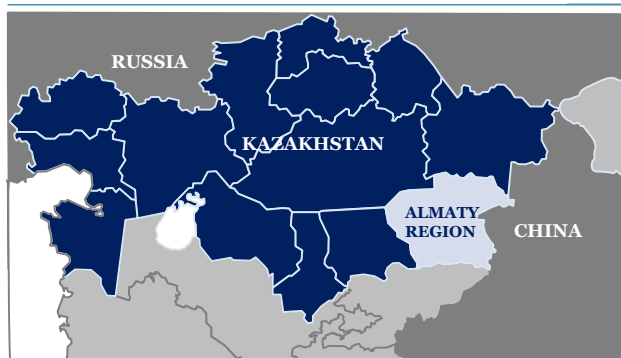 RUSSIA
KAZAKHSTAN
ALMATY
REGION
CHINA